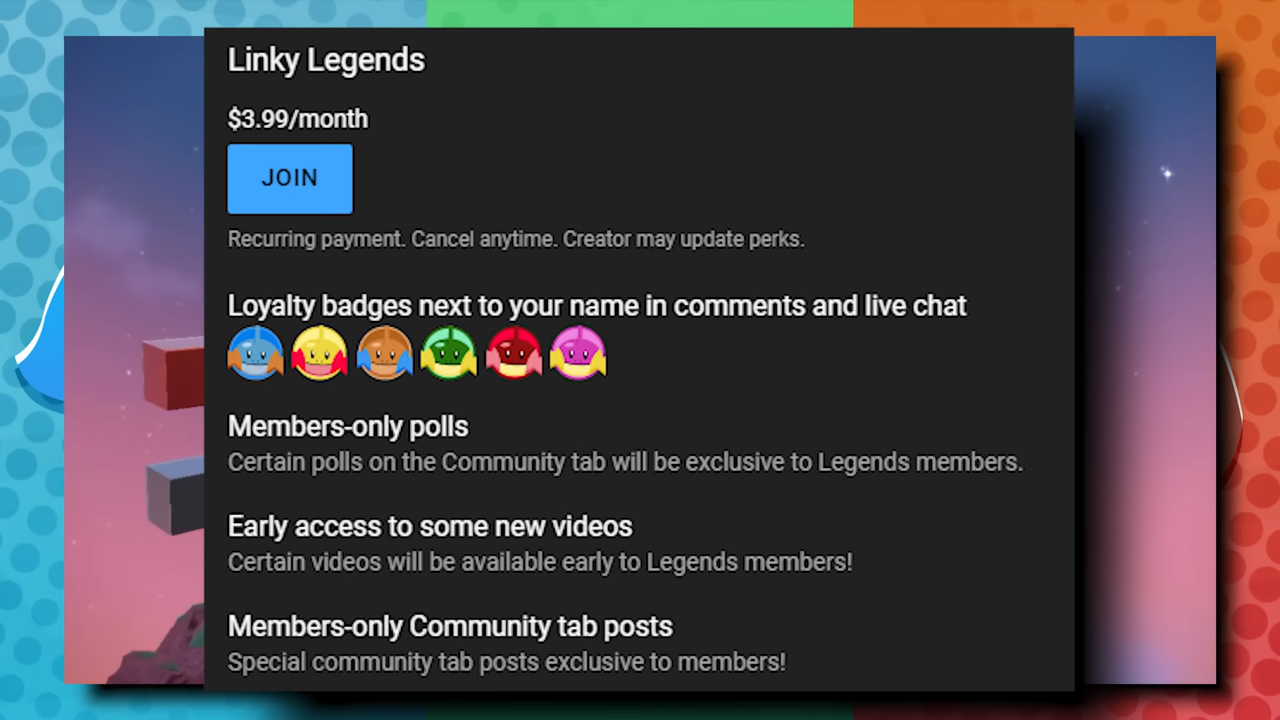 Linky Legends
$3.99/month
JOIN
Recurring payment. Cancel anytime. Creator may update perks.
Loyalty badges next to your name in comments and live chat
Members-only polls
Certain polls on the Community tab will be exclusive to Legends members.
Early access to some new videos
Certain videos will be available early to Legends members!
Members-only Community tab posts
Special community tab posts exclusive to members!